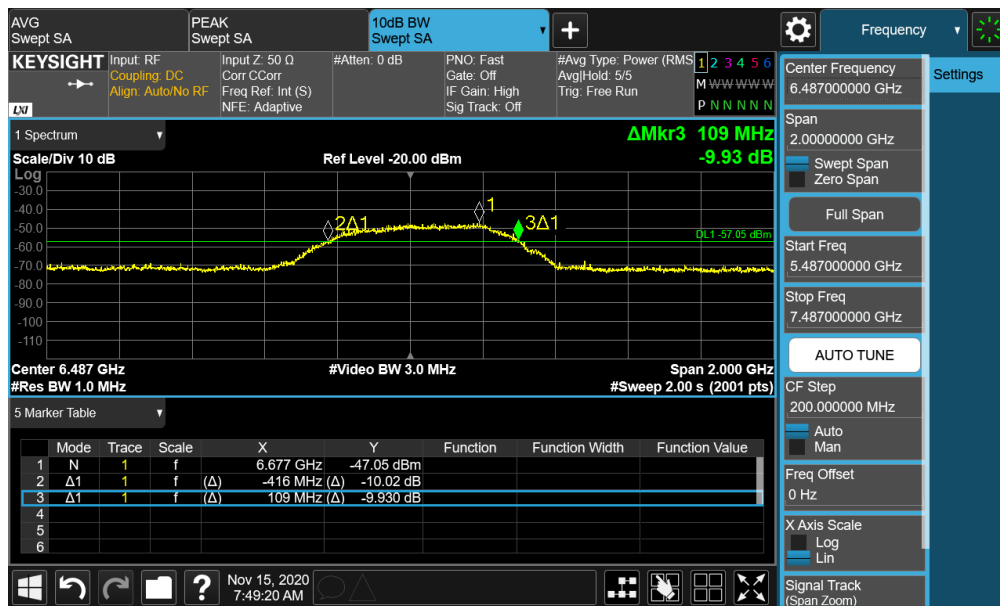 AVG
Swept SA
PEAK
Swept SA
10dB BW
Swept SA
Frequency
KEYSIGHT
LXI
Input: RF
Coupling: DC
Align: Auto/No RF
Input Z: 50 Ω
Corr CCorr
Freq Ref: Int (S)
NFE: Adaptive
#Atten: 0 dB
PNO: Fast
Gate: Off
IF Gain: High
Sig Track: Off
#Avg Type: Power (RMS
Avg|Hold: 5/5
Trig: Free Run
1 2 3 4 5 6
M W W W W W
P N N N N N
1 Spectrum
ΔMkr3 109 MHz
-9.93 dB
Scale/Div 10 dB
Ref Level -20.00 dBm
Log
-30.0
-40.0
-50.0
-60.0
-70.0
-80.0
-90.0
-100
-110
1
2Δ1
3Δ1
DL1 -57.05 dBm
Center 6.487 GHz
#Video BW 3.0 MHz
Span 2.000 GHz
#Res BW 1.0 MHz
#Sweep 2.00 s (2001 pts)
5 Marker Table
Mode Trace Scale X Y Function Function Width Function Value
1 N 1 f 6.677 GHz -47.05 dBm
2 Δ1 1 f (Δ) -416 MHz (Δ) -10.02 dB
3 Δ1 1 f (Δ) 109 MHz (Δ) -9.930 dB
4
5
6
Nov 15, 2020
7:49:20 AM
Center Frequency
6.487000000 GHz
Span
2.00000000 GHz
Swept Span
Zero Span
Full Span
Start Freq
5.487000000 GHz
Stop Freq
7.487000000 GHz
AUTO TUNE
CF Step
200.000000 MHz
Auto
Man
Freq Offset
0 Hz
X Axis Scale
Log
Lin
Signal Track
(Span Zoom)
Settings